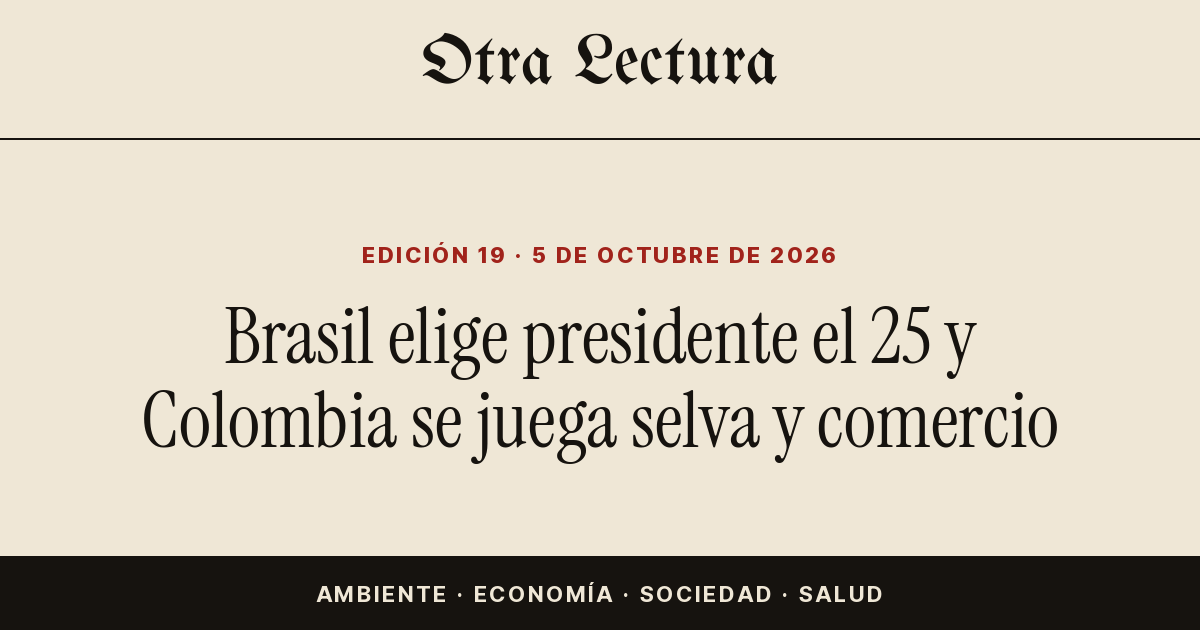 Otra Lectura
EDICIÓN 19 · 5 DE OCTUBRE DE 2026
Brasil elige presidente el 25 y
Colombia se juega selva y comercio
AMBIENTE · ECONOMÍA · SOCIEDAD · SALUD